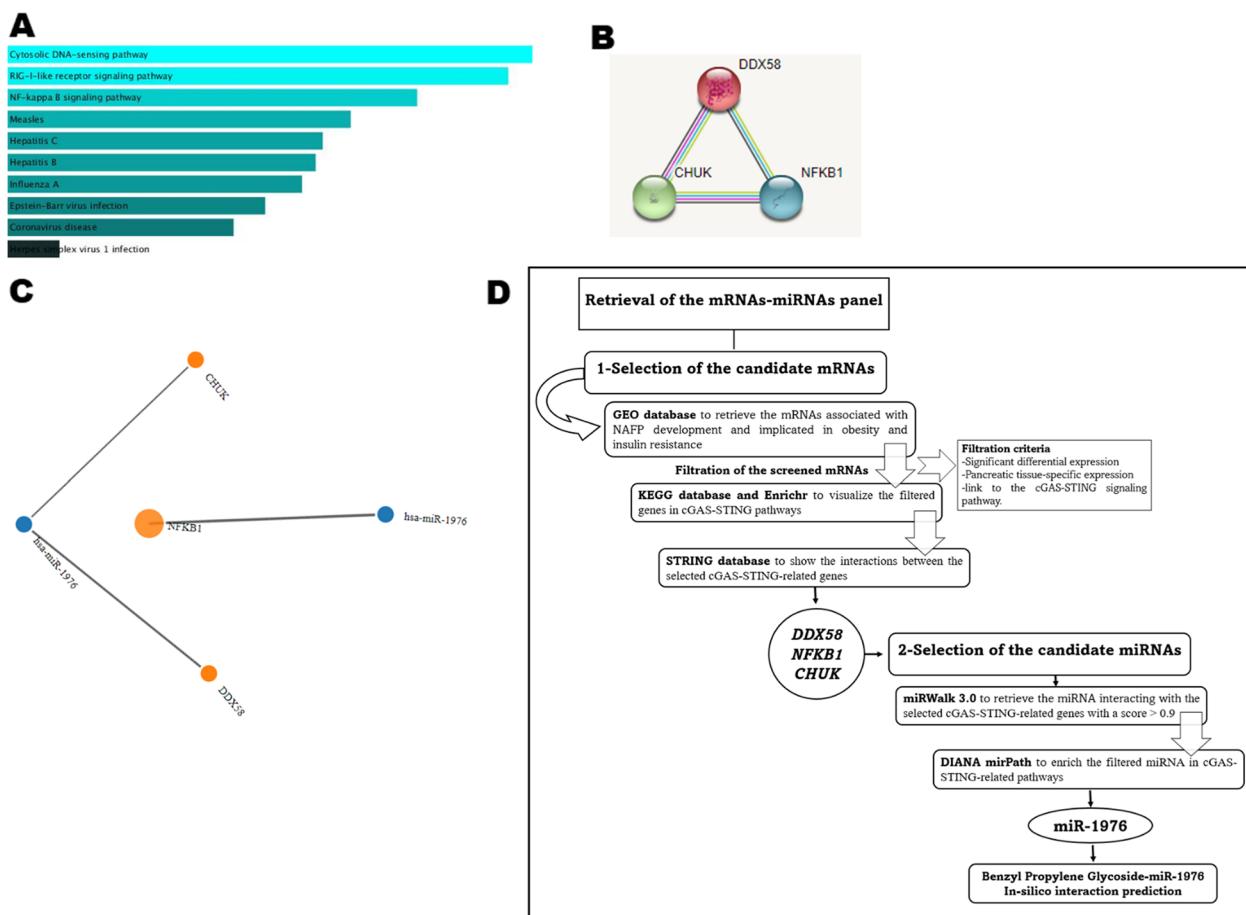 A
Cytosolic DNA-sensing pathway
RIG-I-like receptor signaling pathway
NF-kappa B signaling pathway
Measles
Hepatitis C
Hepatitis B
Influenza A
Epstein-Barr virus infection
Coronavirus disease
Herpes simplex virus 1 infection
B
DDX58
CHUK
NFKB1
C
CHUK
NFKB1
hsa-miR-1976
hsa-miR-1976
DDX58
D
Retrieval of the mRNAs-miRNAs panel
1-Selection of the candidate mRNAs
GEO database to retrieve the mRNAs associated with
NAFP development and implicated in obesity and
insulin resistance
Filtration of the screened mRNAs
Filtration criteria
-Significant differential expression
-Pancreatic tissue-specific expression
-link to the cGAS-STING signaling
pathway.
KEGG database and Enrichr to visualize the filtered
genes in cGAS-STING pathways
STRING database to show the interactions between the
selected cGAS-STING-related genes
DDX58
NFKB1
CHUK
2-Selection of the candidate miRNAs
miRWalk 3.0 to retrieve the miRNA interacting with the
selected cGAS-STING-related genes with a score > 0.9
DIANA mirPath to enrich the filtered miRNA in cGAS-
STING-related pathways
miR-1976
Benzyl Propylene Glycoside-miR-1976
In-silico interaction prediction